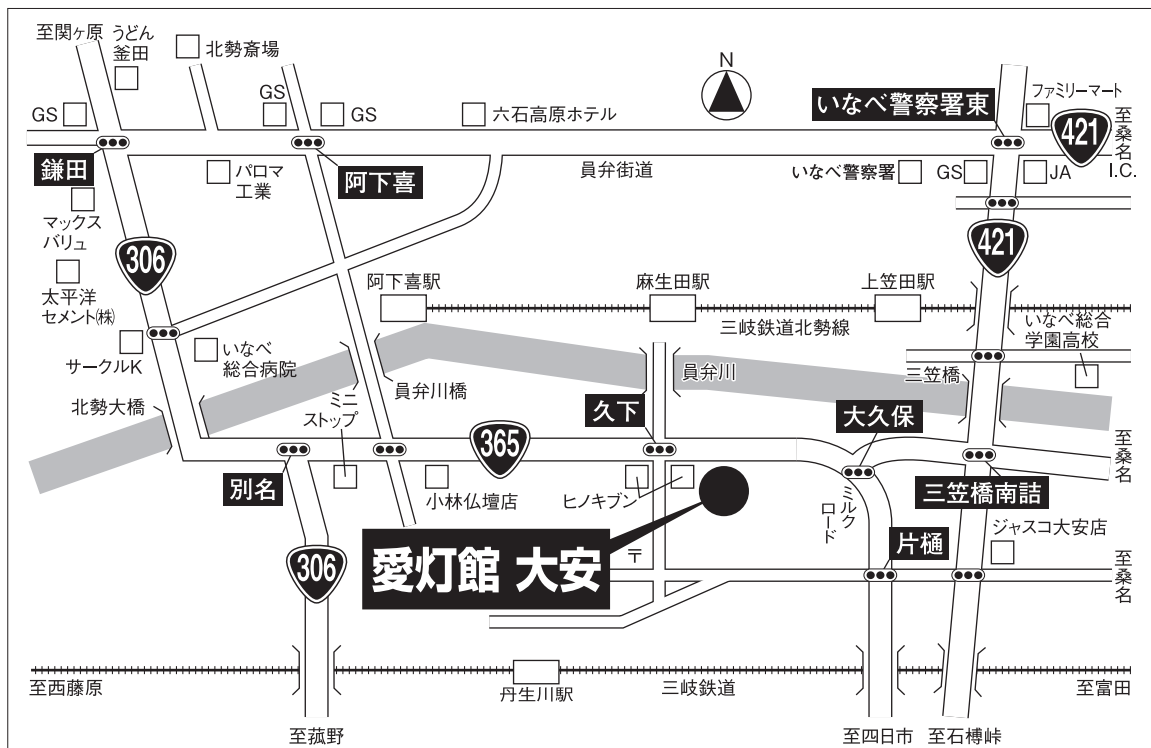 至関ヶ原
うどん
釜田
北勢斎場
N
GS
GS
GS
六石高原ホテル
いなべ警察署東
ファミリーマート
421
至桑名I.C.
鎌田
パロマ
工業
阿下喜
員弁街道
いなべ警察署
GS
JA
マックス
バリュ
306
421
太平洋
セメント㈱
阿下喜駅
麻生田駅
上笠田駅
三岐鉄道北勢線
いなべ総合
学園高校
サークルK
いなべ
総合病院
員弁川
三笠橋
北勢大橋
ミニ
ストップ
員弁川橋
久下
大久保
365
至桑名
別名
小林仏壇店
ヒノキブン
ミルク
ロード
三笠橋南詰
ジャスコ大安店
306
愛灯館 大安
〒
片樋
至桑名
至西藤原
丹生川駅
三岐鉄道
至富田
至菰野
至四日市
至石榑峠